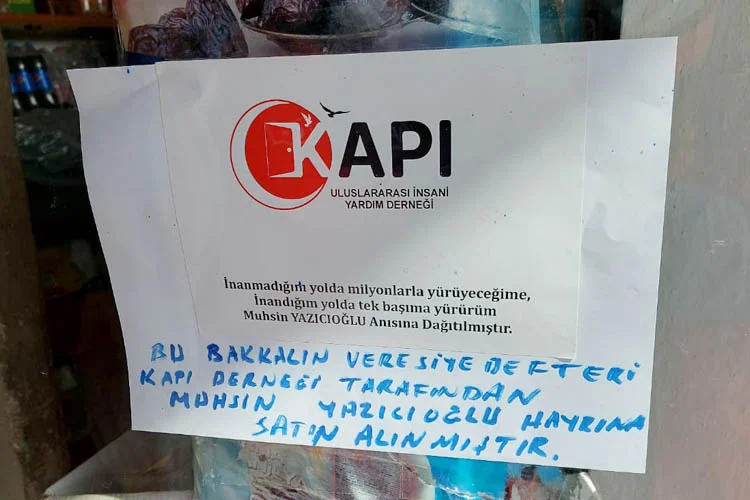 KAPI
ULUSLARARASI İNSANİ
YARDIM DERNEĞİ
İnanmadığım yolda milyonlarla yürüyeceğime,
İnandığım yolda tek başıma yürürüm
Muhsin YAZICIOĞLU Anısına Dağıtılmıştır.
BU BAKKALIN VERESİYE DEFTERİ
KAPI DERNEĞİ TARAFINDAN
MUHSİN YAZICIOĞLU HAYRINA
SATIN ALINMIŞTIR.